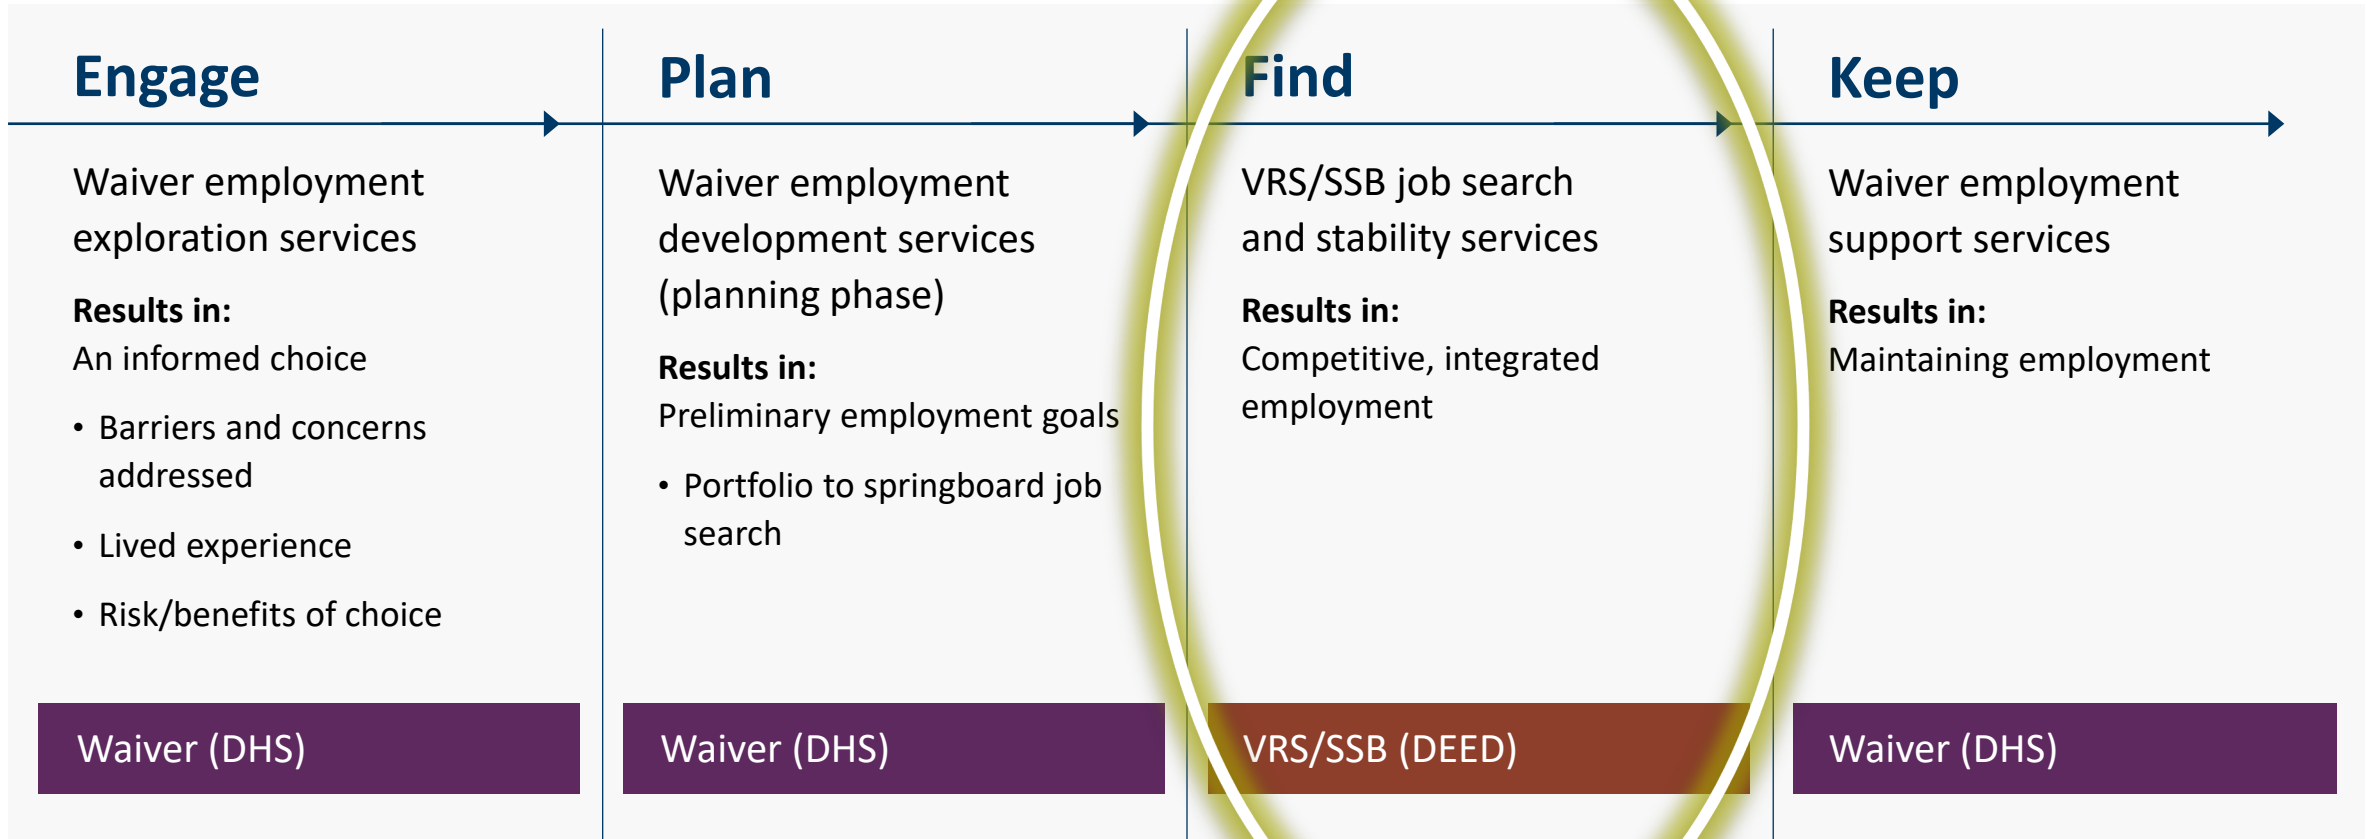 Engage
Waiver employment
exploration services
Results in:
An informed choice
• Barriers and concerns
addressed
• Lived experience
• Risk/benefits of choice
Waiver (DHS)
Plan
Waiver employment
development services
(planning phase)
Results in:
Preliminary employment goals
• Portfolio to springboard job
search
Waiver (DHS)
Find
VRS/SSB job search
and stability services
Results in:
Competitive, integrated
employment
VRS/SSB (DEED)
Keep
Waiver employment
support services
Results in:
Maintaining employment
Waiver (DHS)